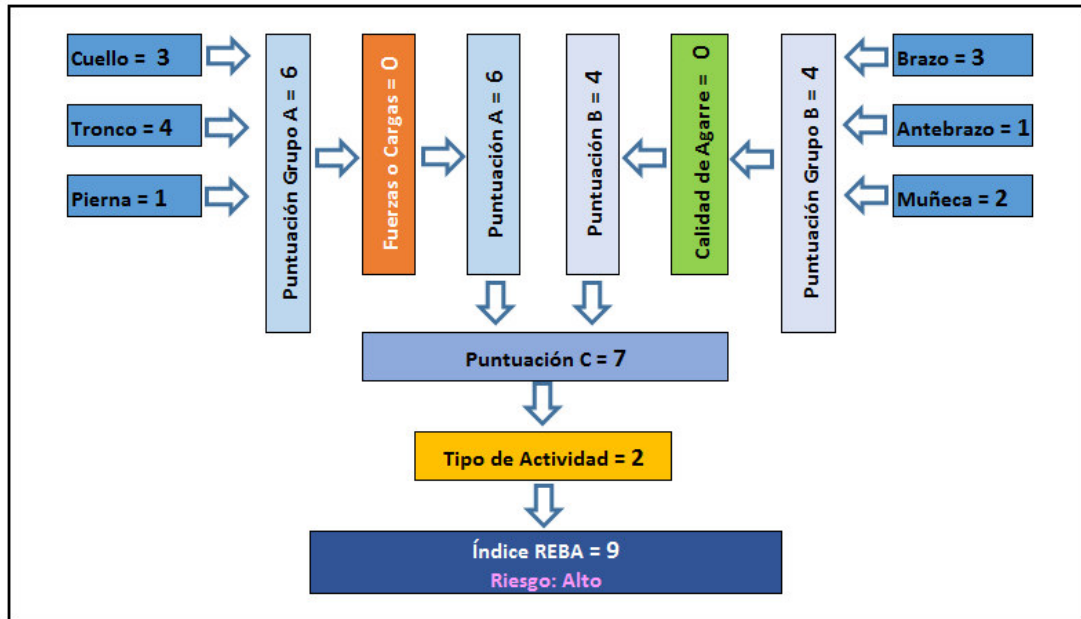 Cuello = 3
Tronco = 4
Pierna = 1
Puntuación Grupo A = 6
Fuerzas o Cargas = 0
Puntuación A = 6
Puntuación B = 4
Calidad de Agarre = 0
Puntuación Grupo B = 4
Brazo = 3
Antebrazo = 1
Muñeca = 2
Puntuación C = 7
Tipo de Actividad = 2
Índice REBA = 9
Riesgo: Alto